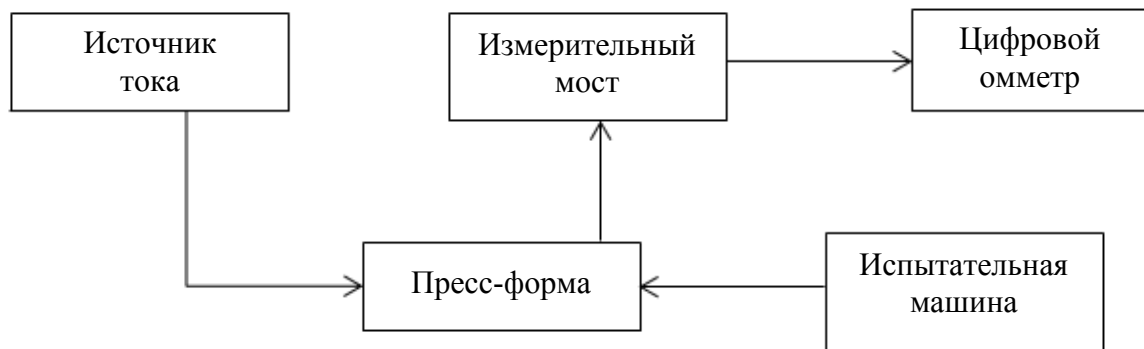 Источник
тока
Измерительный
мост
Цифровой
омметр
Пресс-форма
Испытательная
машина